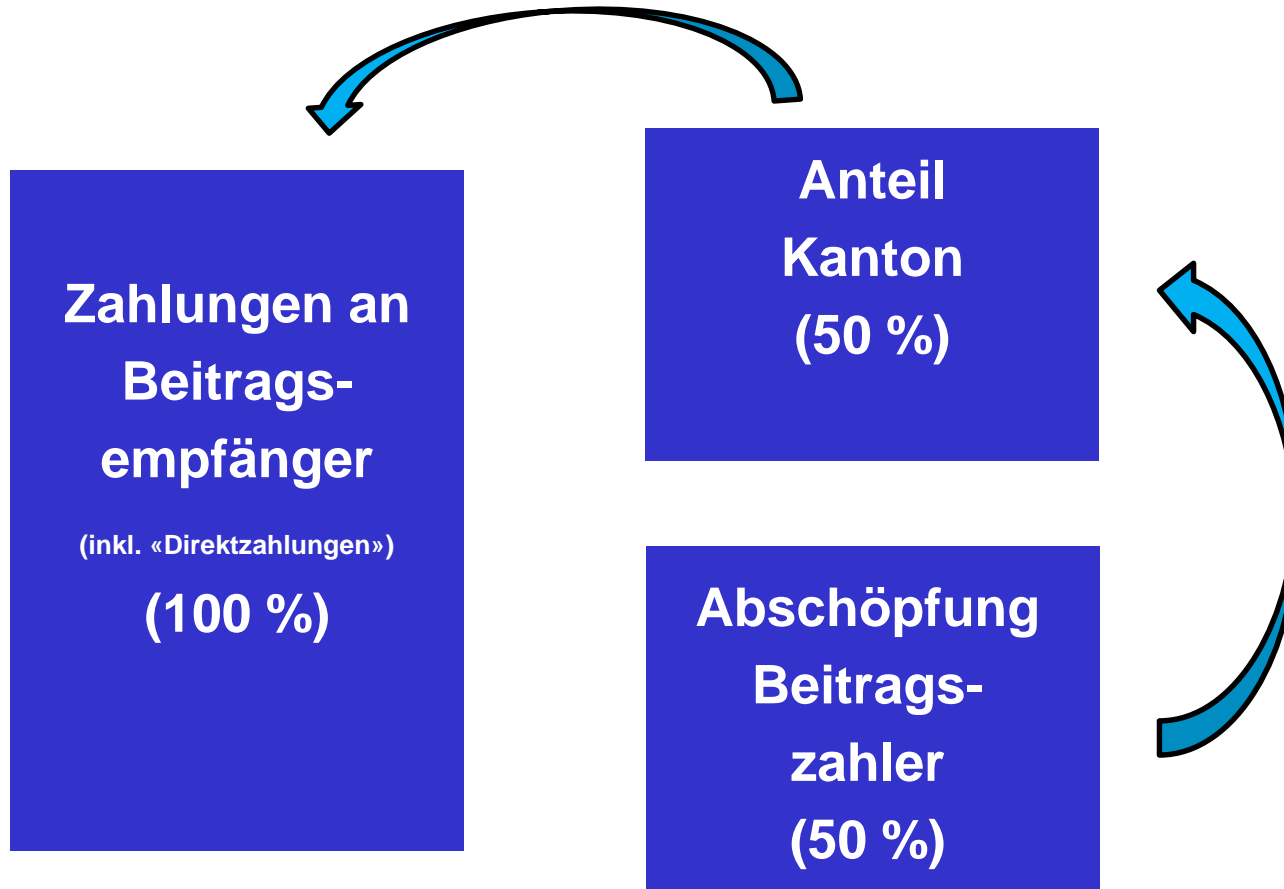 Zahlungen an
Beitrags-
empfänger
(inkl. «Direktzahlungen»)
(100 %)
Anteil
Kanton
(50 %)
Abschöpfung
Beitrags-
zahler
(50 %)